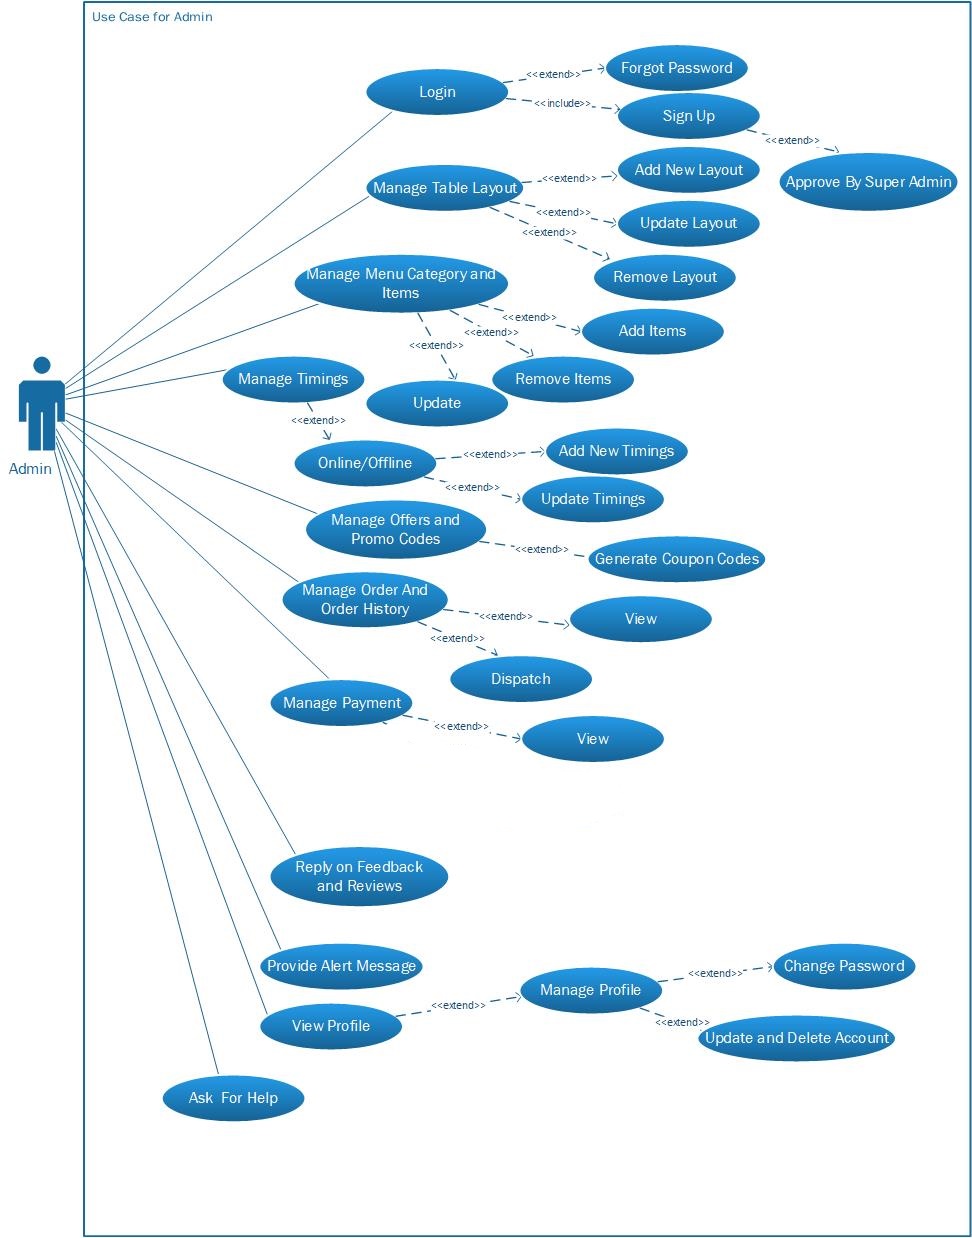 Use Case for Admin
Login
<<extend>>
Forgot Password
<<include>>
Sign Up
<<extend>>
Approve By Super Admin
Manage Table Layout
<<extend>>
Add New Layout
<<extend>>
Update Layout
<<extend>>
Remove Layout
Manage Menu Category and
Items
<<extend>>
Add Items
<<extend>>
Remove Items
<<extend>>
Update
Admin
Manage Timings
<<extend>>
Online/Offline
<<extend>>
Add New Timings
<<extend>>
Update Timings
Manage Offers and
Promo Codes
<<extend>>
Generate Coupon Codes
Manage Order And
Order History
<<extend>>
View
<<extend>>
Dispatch
Manage Payment
<<extend>>
View
Reply on Feedback
and Reviews
Provide Alert Message
View Profile
<<extend>>
Manage Profile
<<extend>>
Change Password
<<extend>>
Update and Delete Account
Ask For Help